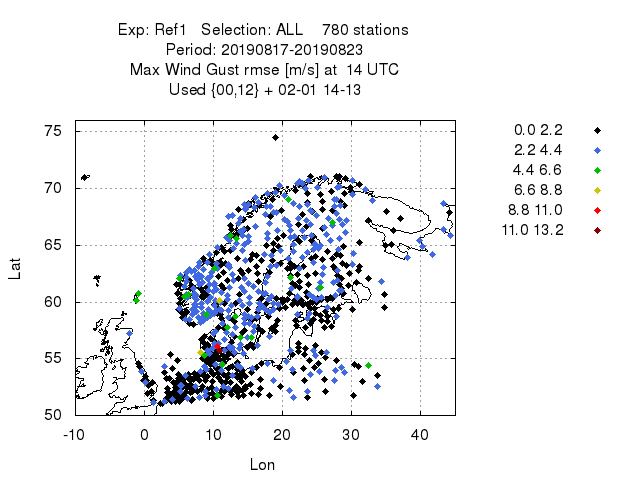 Exp: Ref1 Selection: ALL 780 stations
Period: 20190817-20190823
Max Wind Gust rmse [m/s] at 14 UTC
Used {00,12} + 02-01 14-13
75
70
65
60
55
50
-10 0 10 20 30 40
Lat
Lon
0.0 2.2
2.2 4.4
4.4 6.6
6.6 8.8
8.8 11.0
11.0 13.2